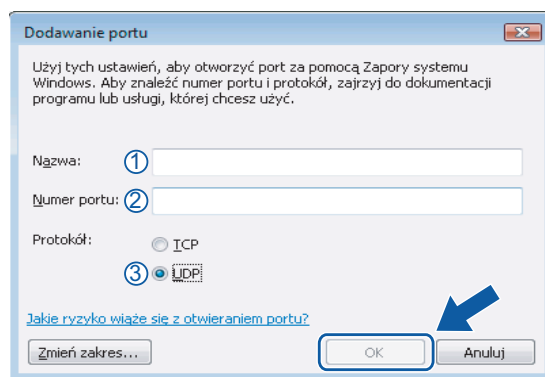 Dodawanie portu
Użyj tych ustawień, aby otworzyć port za pomocą Zapory systemu
Windows. Aby znaleźć numer portu i protokół, zajrzyj do dokumentacji
programu lub usługi, której chcesz użyć.
Nazwa: 1
Numer portu: 2
Protokół: TCP
3 UDP
Jakie ryzyko wiąże się z otwieraniem portu?
Zmień zakres... OK Anuluj